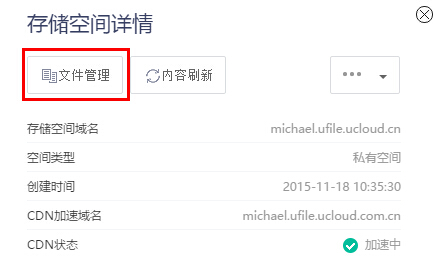 存储空间详情
文件管理 内容刷新 •••
存储空间域名 michael.ufile.ucloud.cn
空间类型 私有空间
创建时间 2015-11-18 10:35:30
CDN加速域名 michael.ufile.ucloud.com.cn
CDN状态 加速中